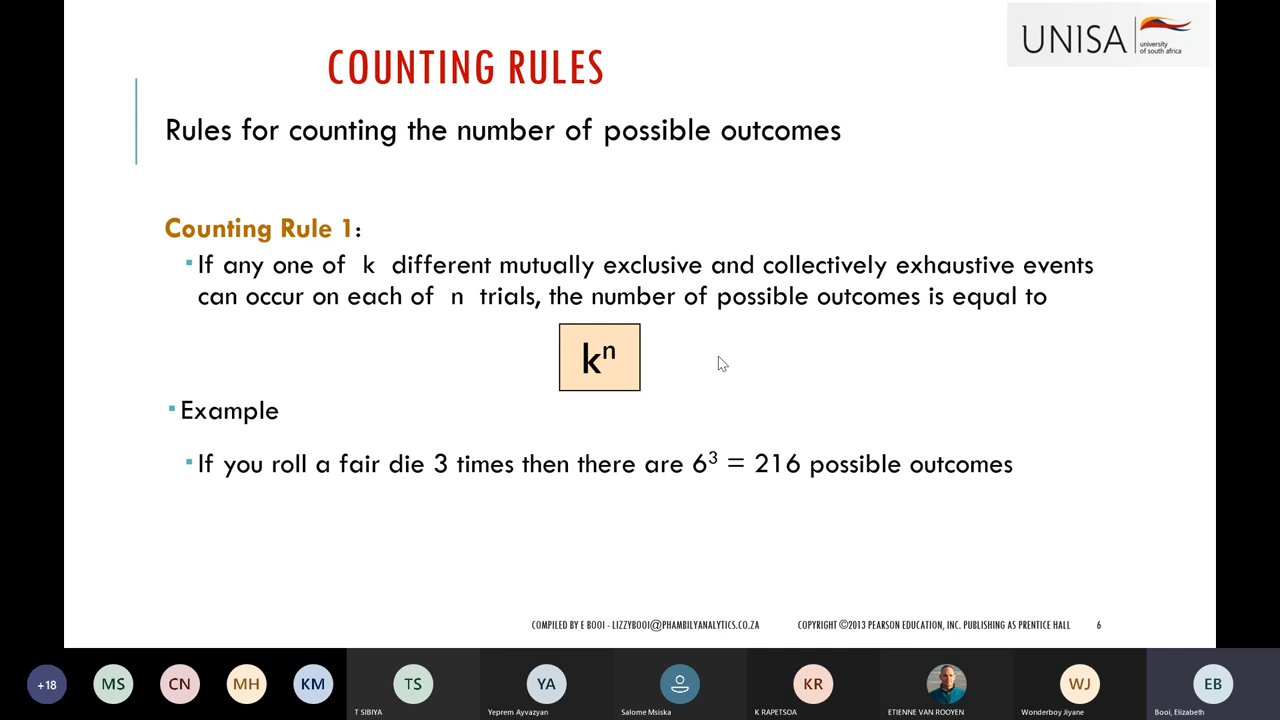 UNISA
university
of south africa
COUNTING RULES
Rules for counting the number of possible outcomes
Counting Rule 1:
If any one of k different mutually exclusive and collectively exhaustive events
can occur on each of n trials, the number of possible outcomes is equal to
kⁿ
Example
If you roll a fair die 3 times then there are 6³ = 216 possible outcomes
COMPILED BY E BOOI - LIZZYBOOI@PHAMBILYANALYTICS.CO.ZA COPYRIGHT ©2013 PEARSON EDUCATION, INC. PUBLISHING AS PRENTICE HALL 6
+18 MS CN MH KM TS YA KR WJ EB
T SIBIYA Yeprem Ayvazyan Salome Msiska K RAPETSOA ETIENNE VAN ROOYEN Wonderboy Jiyane Booi, Elizabeth